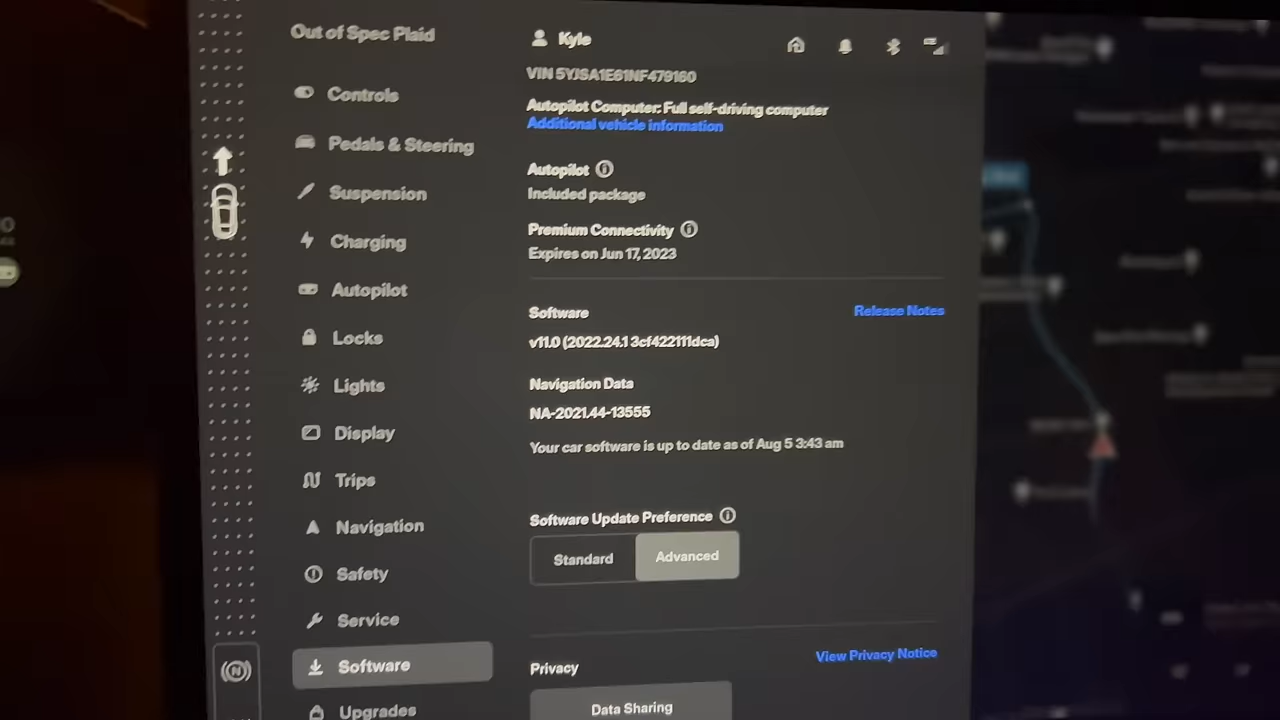 Out of Spec Plaid
Controls
Pedals & Steering
Suspension
Charging
Autopilot
Locks
Lights
Display
Trips
Navigation
Safety
Service
Software
Upgrades
Kyle
VIN 5YJSA1E61NF479160
Autopilot Computer: Full self-driving computer
Additional vehicle information
Autopilot
Included package
Premium Connectivity
Expires on Jun 17, 2023
Software
Release Notes
v11.0 (2022.24.1 3cf422111dca)
Navigation Data
NA-2021.44-13555
Your car software is up to date as of Aug 5 3:43 am
Software Update Preference
Standard
Advanced
Privacy
View Privacy Notice
Data Sharing